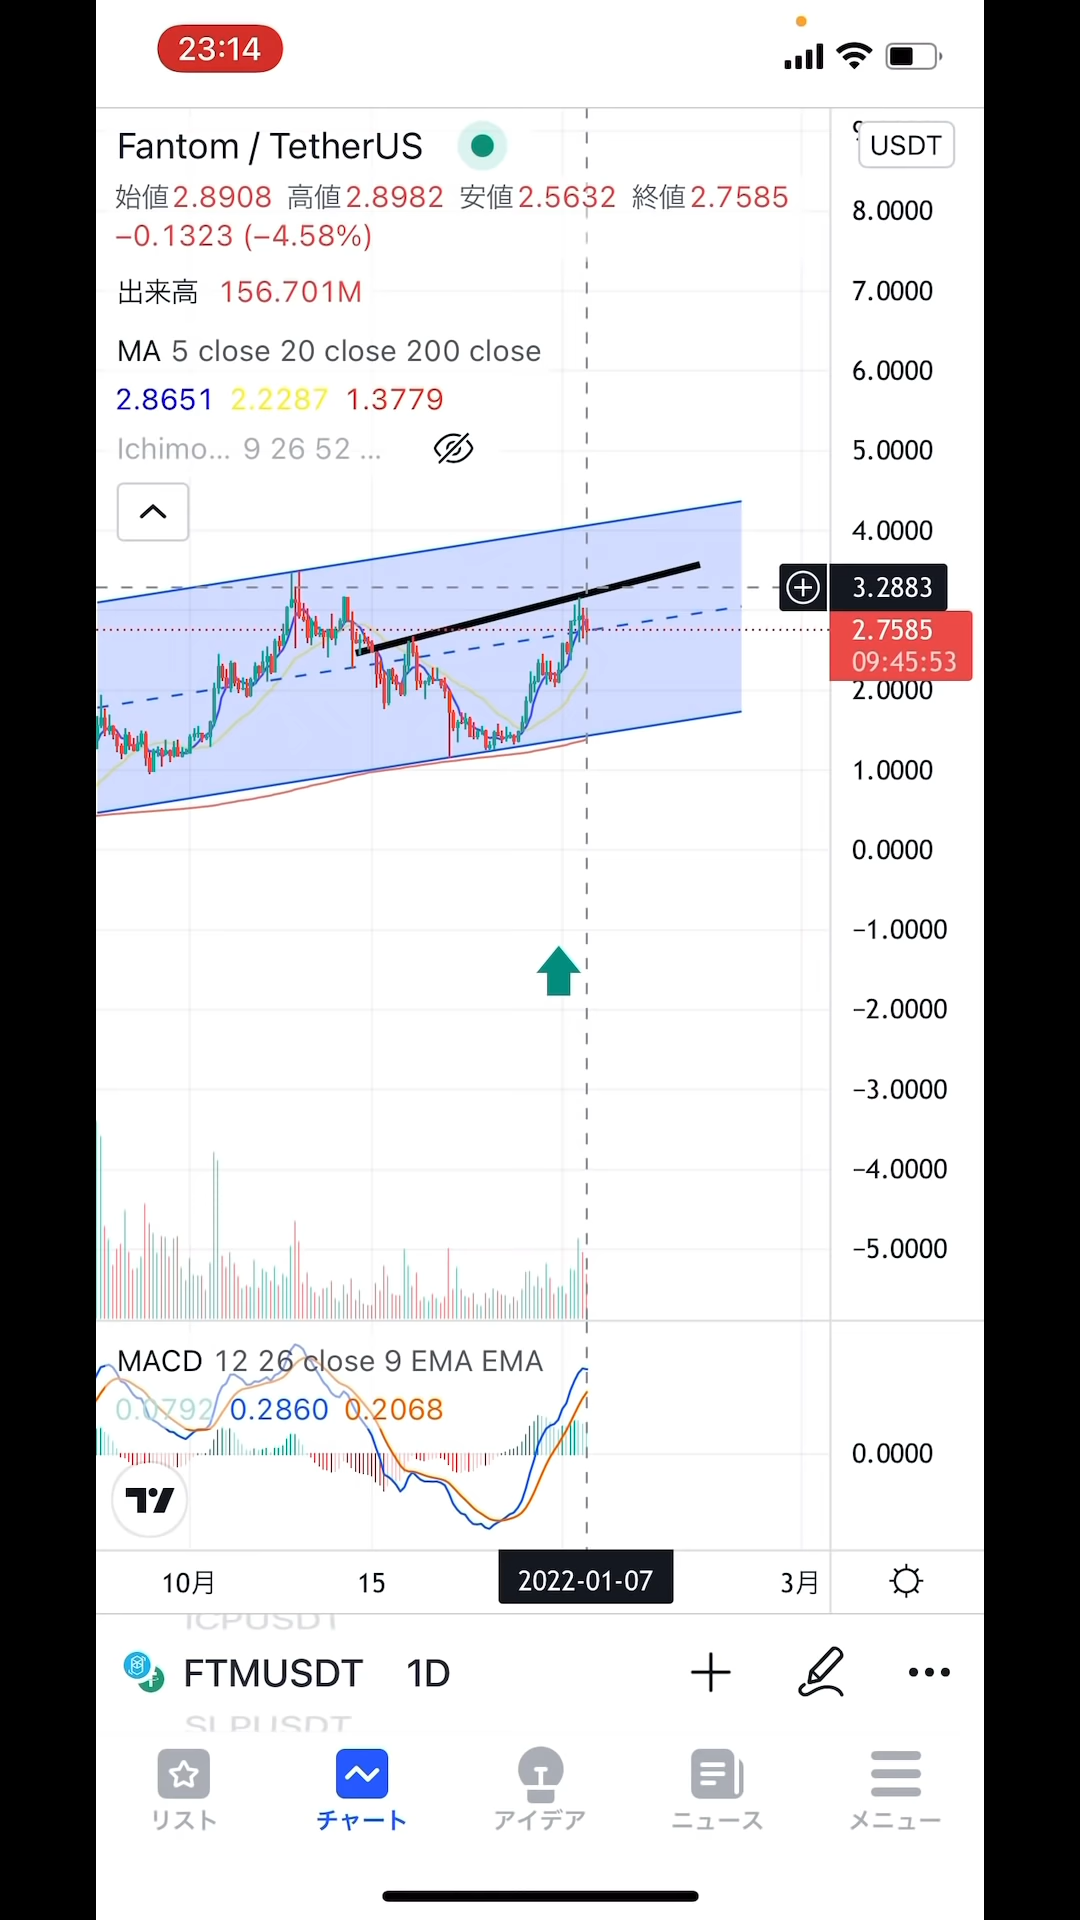 23:14
Fantom / TetherUS
USDT
始値2.8908 高値2.8982 安値2.5632 終値2.7585
−0.1323 (−4.58%)
出来高 156.701M
MA 5 close 20 close 200 close
2.8651 2.2287 1.3779
Ichimo... 9 26 52 ...
8.0000
7.0000
6.0000
5.0000
4.0000
3.2883
2.7585
09:45:53
2.0000
1.0000
0.0000
−1.0000
−2.0000
−3.0000
−4.0000
−5.0000
MACD 12 26 close 9 EMA EMA
0.0792 0.2860 0.2068
0.0000
10月 15 2022-01-07 3月
ICPUSDT
FTMUSDT 1D
SLPUSDT
リスト チャート アイデア ニュース メニュー